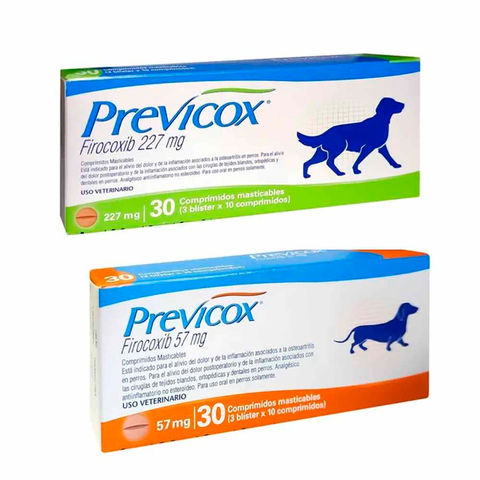 30
PREVICOX®
Firocoxib 227 mg
Comprimidos Masticables
Está indicado para el alivio del dolor y de la inflamación asociados a la osteoartritis en perros. Para el alivio
del dolor postoperatorio y de la inflamación asociados con las cirugías de tejidos blandos, ortopédicas y
dentales en perros. Analgésico antiinflamatorio no esteroideo. Para uso oral en perros solamente.
USO VETERINARIO
227 mg 30 Comprimidos masticables
(3 blíster x 10 comprimidos)
30 Comprimidos masticables
PREVICOX®
Firocoxib 57 mg
Comprimidos Masticables
Está indicado para el alivio del dolor y de la inflamación asociados a la osteoartritis
en perros. Para el alivio del dolor postoperatorio y de la inflamación asociados con
las cirugías de tejidos blandos, ortopédicas y dentales en perros. Analgésico
antiinflamatorio no esteroideo. Para uso oral en perros solamente.
USO VETERINARIO
57 mg 30 Comprimidos masticables
(3 blíster x 10 comprimidos)